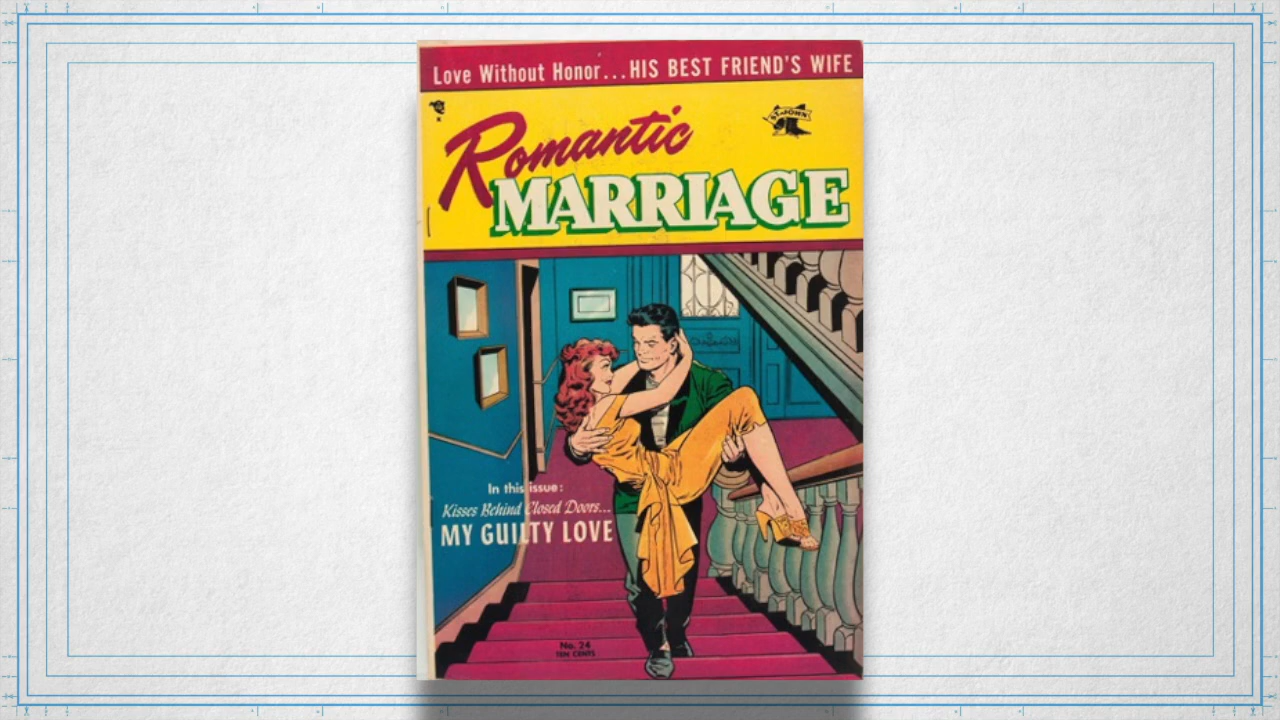 Love Without Honor...HIS BEST FRIEND'S WIFE
ST. JOHN
Romantic
MARRIAGE
In this issue:
Kisses Behind Closed Doors...
MY GUILTY LOVE
No. 24
TEN CENTS